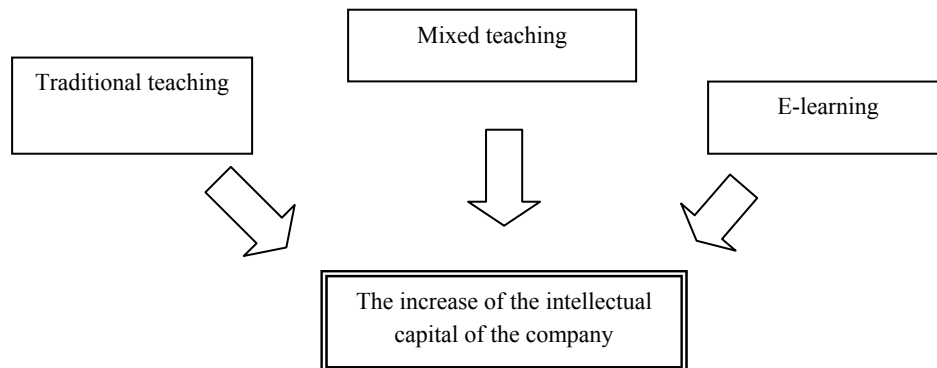 Mixed teaching
Traditional teaching
E-learning
The increase of the intellectual
capital of the company